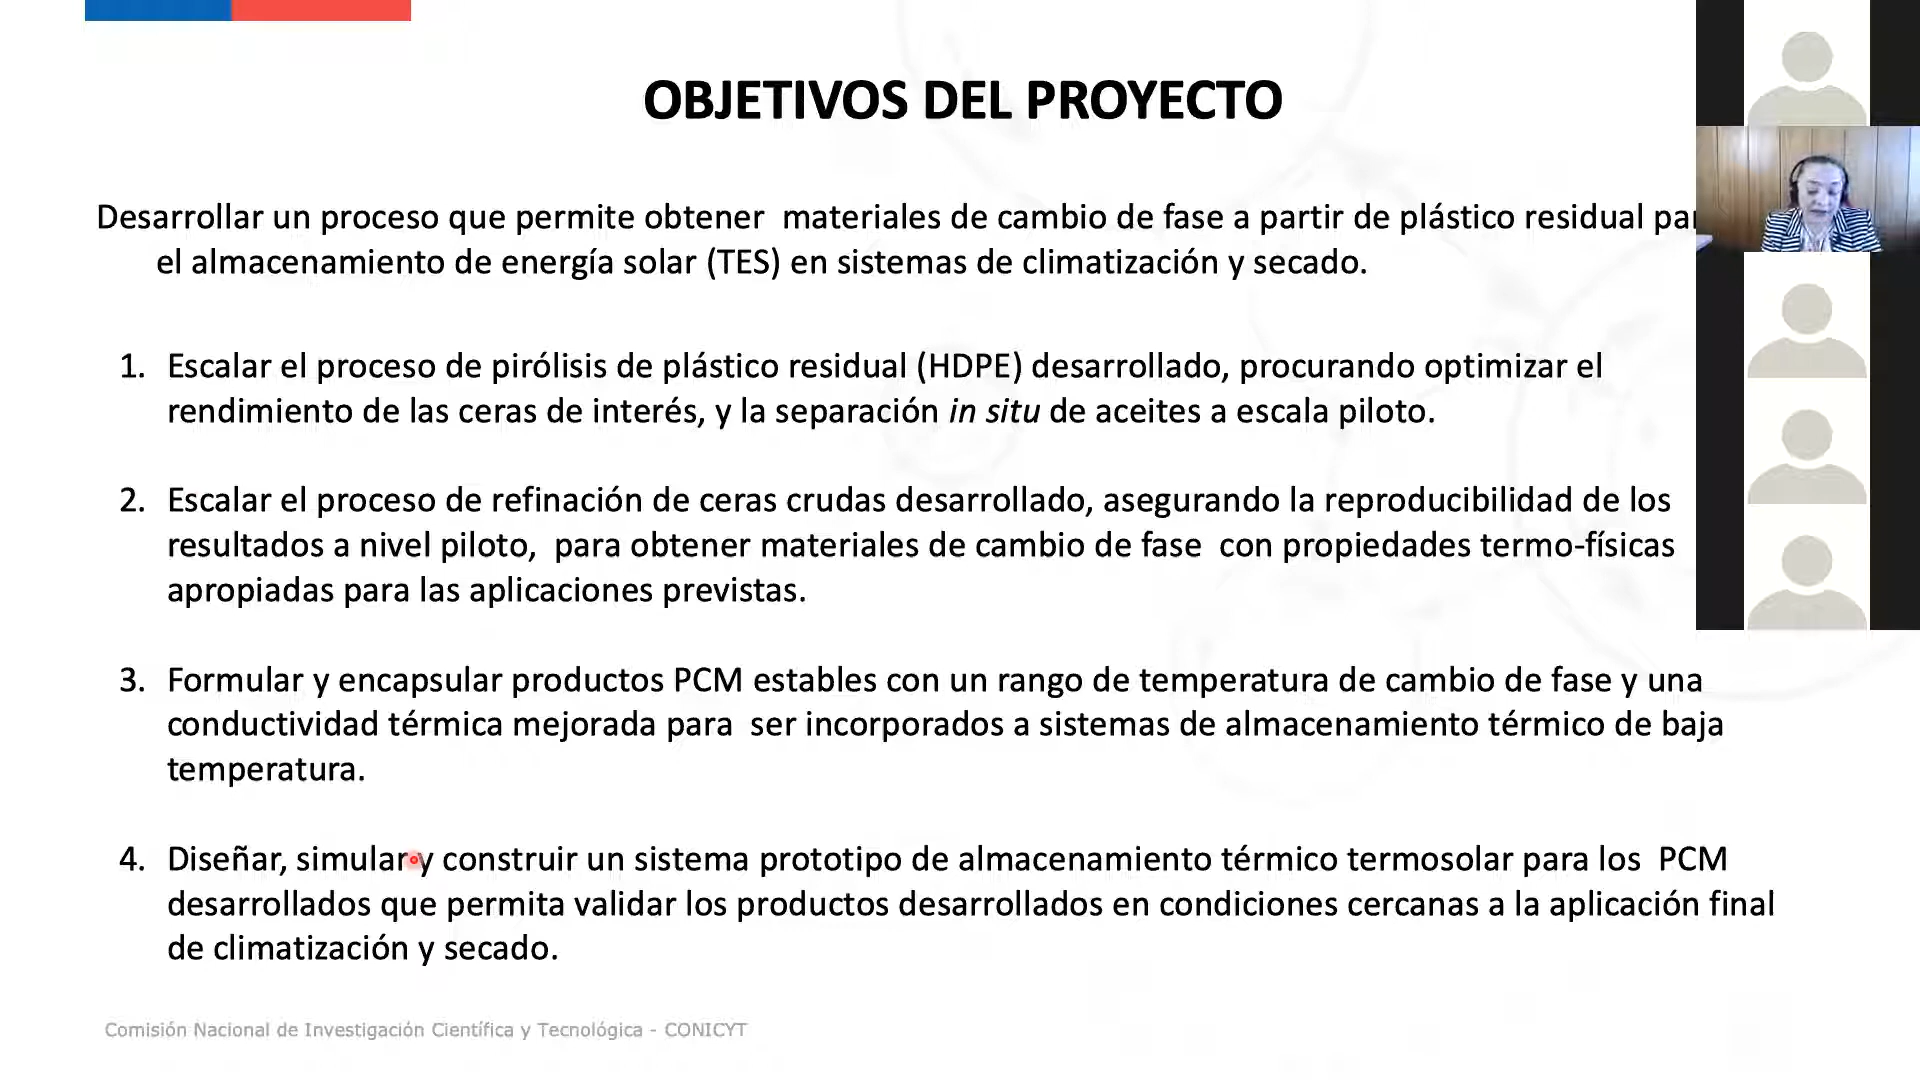 OBJETIVOS DEL PROYECTO
Desarrollar un proceso que permite obtener materiales de cambio de fase a partir de plástico residual
el almacenamiento de energía solar (TES) en sistemas de climatización y secado.
1. Escalar el proceso de pirólisis de plástico residual (HDPE) desarrollado, procurando optimizar el
rendimiento de las ceras de interés, y la separación in situ de aceites a escala piloto.
2. Escalar el proceso de refinación de ceras crudas desarrollado, asegurando la reproducibilidad de los
resultados a nivel piloto, para obtener materiales de cambio de fase con propiedades termo-físicas
apropiadas para las aplicaciones previstas.
3. Formular y encapsular productos PCM estables con un rango de temperatura de cambio de fase y una
conductividad térmica mejorada para ser incorporados a sistemas de almacenamiento térmico de baja
temperatura.
4. Diseñar, simular y construir un sistema prototipo de almacenamiento térmico termosolar para los PCM
desarrollados que permita validar los productos desarrollados en condiciones cercanas a la aplicación final
de climatización y secado.
Comisión Nacional de Investigación Científica y Tecnológica - CONICYT